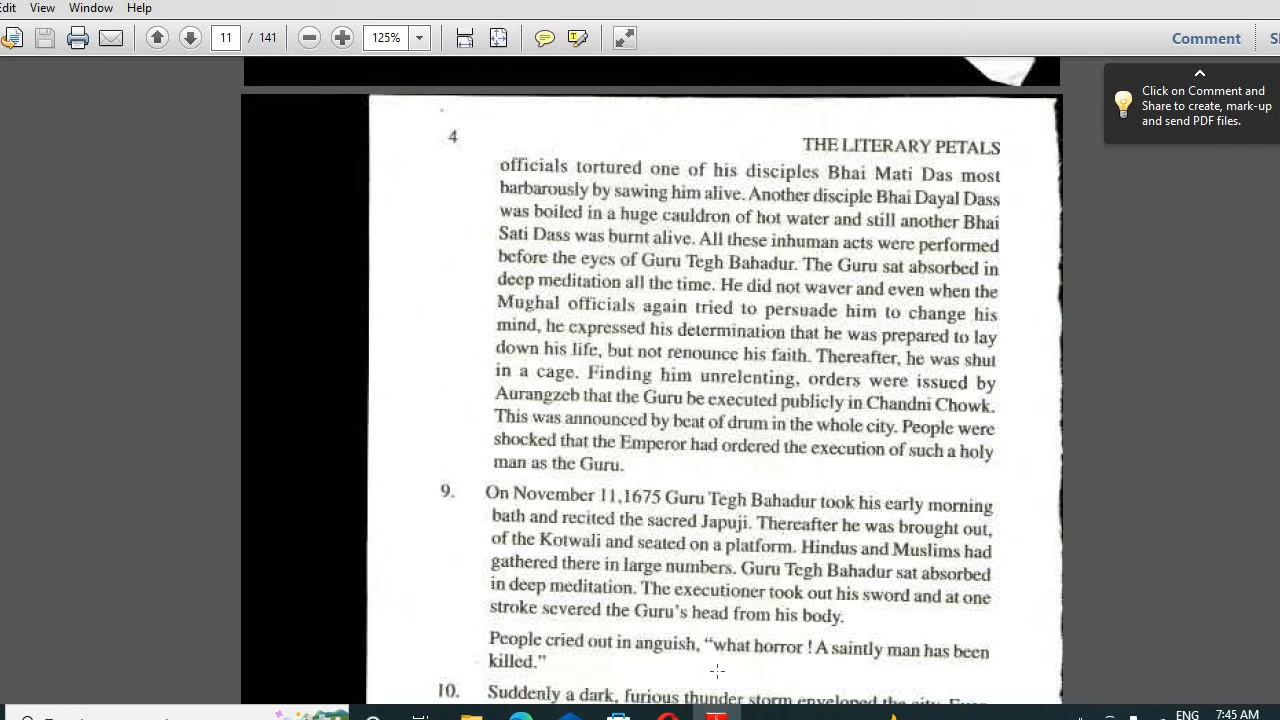 Edit View Window Help
11 / 141
125%
Comment
Click on Comment and
Share to create, mark-up
and send PDF files.
4
THE LITERARY PETALS
officials tortured one of his disciples Bhai Mati Das most
barbarously by sawing him alive. Another disciple Bhai Dayal Dass
was boiled in a huge cauldron of hot water and still another Bhai
Sati Dass was burnt alive. All these inhuman acts were performed
before the eyes of Guru Tegh Bahadur. The Guru sat absorbed in
deep meditation all the time. He did not waver and even when the
Mughal officials again tried to persuade him to change his
mind, he expressed his determination that he was prepared to lay
down his life, but not renounce his faith. Thereafter, he was shut
in a cage. Finding him unrelenting, orders were issued by
Aurangzeb that the Guru be executed publicly in Chandni Chowk.
This was announced by beat of drum in the whole city. People were
shocked that the Emperor had ordered the execution of such a holy
man as the Guru.
9. On November 11,1675 Guru Tegh Bahadur took his early morning
bath and recited the sacred Japuji. Thereafter he was brought out,
of the Kotwali and seated on a platform. Hindus and Muslims had
gathered there in large numbers. Guru Tegh Bahadur sat absorbed
in deep meditation. The executioner took out his sword and at one
stroke severed the Guru's head from his body.
People cried out in anguish, "what horror ! A saintly man has been
killed."
10. Suddenly a dark, furious thunder storm enveloped the city.
ENG 7:45 AM